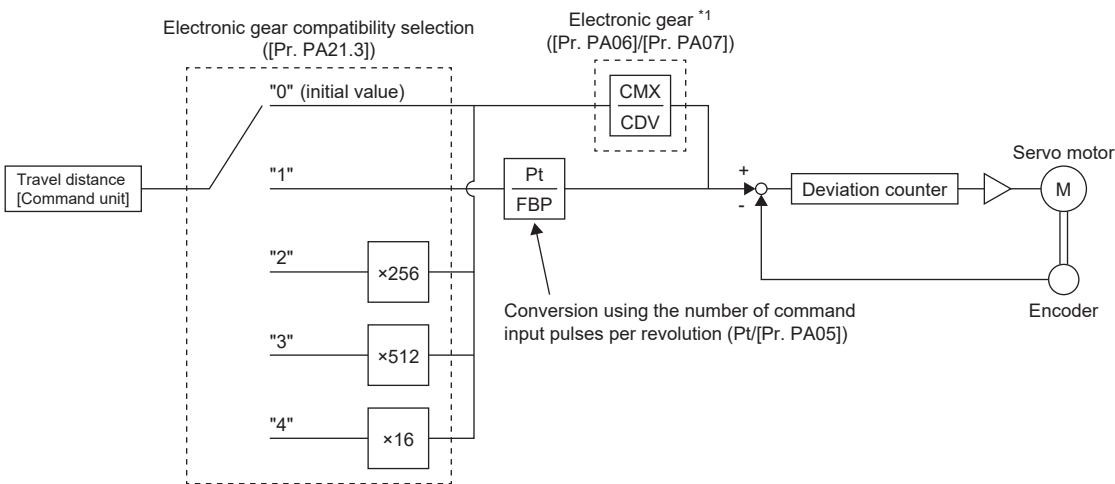 Electronic gear compatibility selection
([Pr. PA21.3])
Electronic gear *1
([Pr. PA06]/[Pr. PA07])
"0" (initial value)
CMX
CDV
Travel distance
[Command unit]
"1"
Pt
FBP
+
-
Deviation counter
Servo motor
M
"2"
×256
Conversion using the number of command
input pulses per revolution (Pt/[Pr. PA05])
Encoder
"3"
×512
"4"
×16